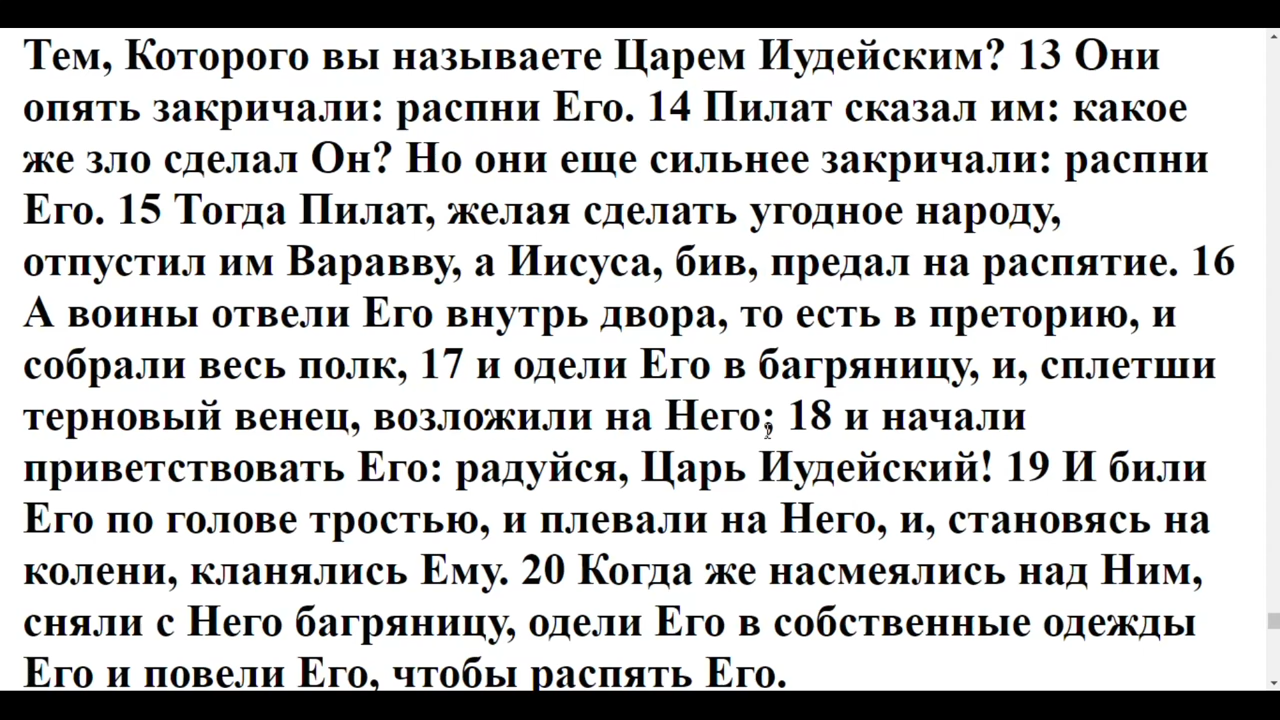 Тем, Которого вы называете Царем Иудейским? 13 Они
опять закричали: распни Его. 14 Пилат сказал им: какое
же зло сделал Он? Но они еще сильнее закричали: распни
Его. 15 Тогда Пилат, желая сделать угодное народу,
отпустил им Варавву, а Иисуса, бив, предал на распятие. 16
А воины отвели Его внутрь двора, то есть в преторию, и
собрали весь полк, 17 и одели Его в багряницу, и, сплетши
терновый венец, возложили на Него; 18 и начали
приветствовать Его: радуйся, Царь Иудейский! 19 И били
Его по голове тростью, и плевали на Него, и, становясь на
колени, кланялись Ему. 20 Когда же насмеялись над Ним,
сняли с Него багряницу, одели Его в собственные одежды
Его и повели Его, чтобы распять Его.